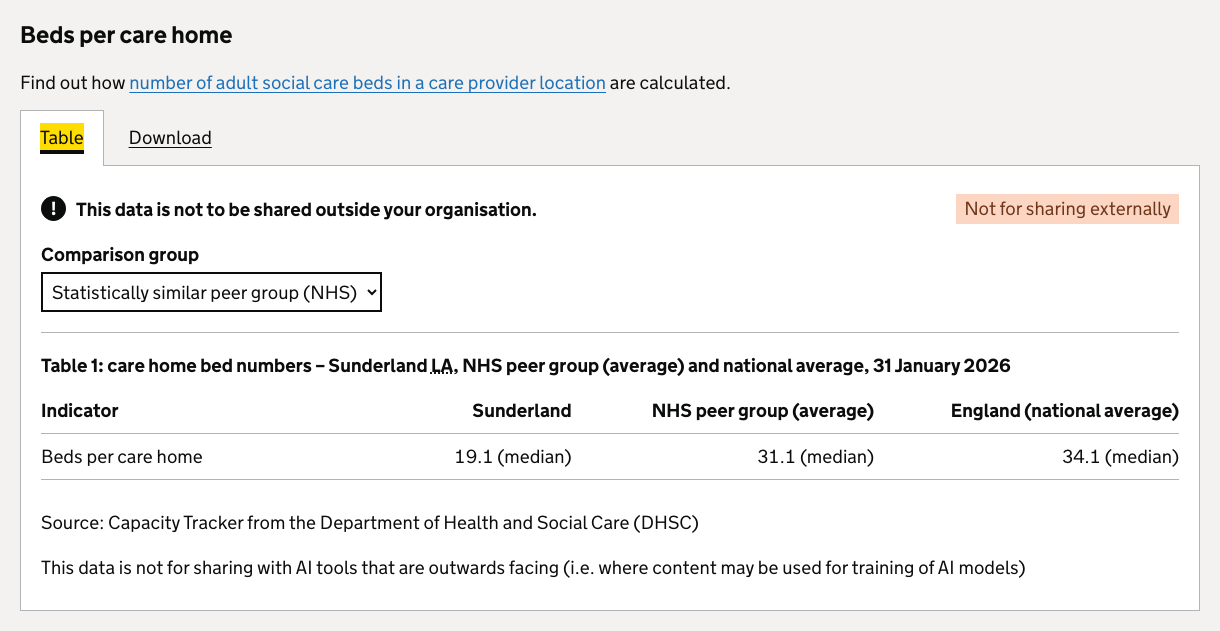 Beds per care home
Find out how number of adult social care beds in a care provider location are calculated.
Table
Download
This data is not to be shared outside your organisation.
Not for sharing externally
Comparison group
Statistically similar peer group (NHS)
Table 1: care home bed numbers – Sunderland LA, NHS peer group (average) and national average, 31 January 2026
Indicator Sunderland NHS peer group (average) England (national average)
Beds per care home 19.1 (median) 31.1 (median) 34.1 (median)
Source: Capacity Tracker from the Department of Health and Social Care (DHSC)
This data is not for sharing with AI tools that are outwards facing (i.e. where content may be used for training of AI models)